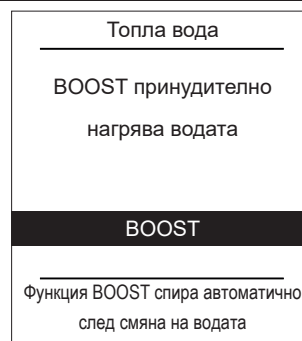 Топла вода
BOOST принудително
нагрява водата
BOOST
Функция BOOST спира автоматично
след смяна на водата